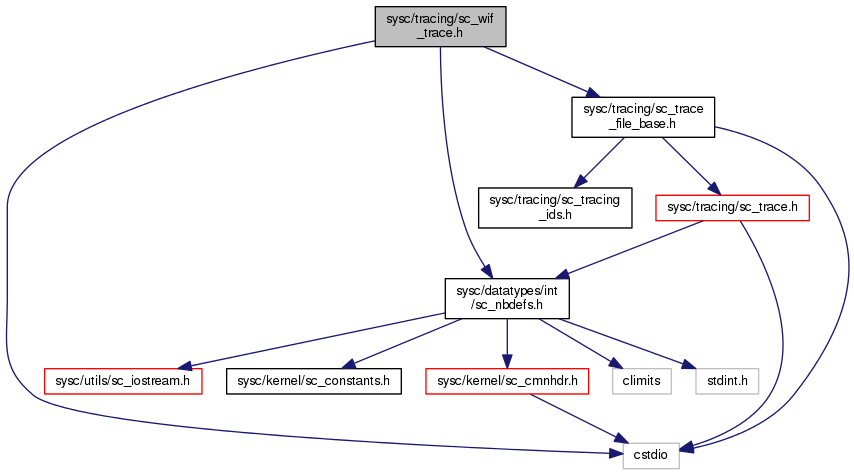 sysc/tracing/sc_wif
_trace.h
sysc/tracing/sc_trace
_file_base.h
sysc/tracing/sc_tracing
_ids.h
sysc/tracing/sc_trace.h
sysc/datatypes/int
/sc_nbdefs.h
sysc/utils/sc_iostream.h
sysc/kernel/sc_constants.h
sysc/kernel/sc_cmnhdr.h
climits
stdint.h
cstdio